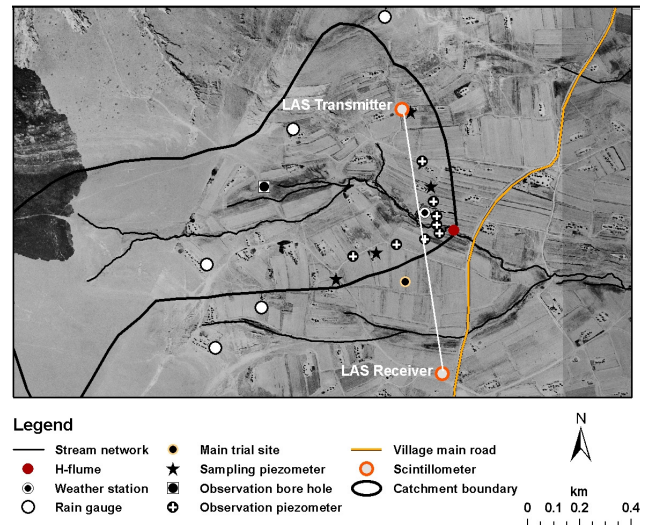 LAS Transmitter
LAS Receiver
Legend
Stream network
Main trial site
Village main road
H-flume
Sampling piezometer
Scintillometer
Weather station
Observation bore hole
Catchment boundary
Rain gauge
Observation piezometer
N
km
0 0.1 0.2 0.4